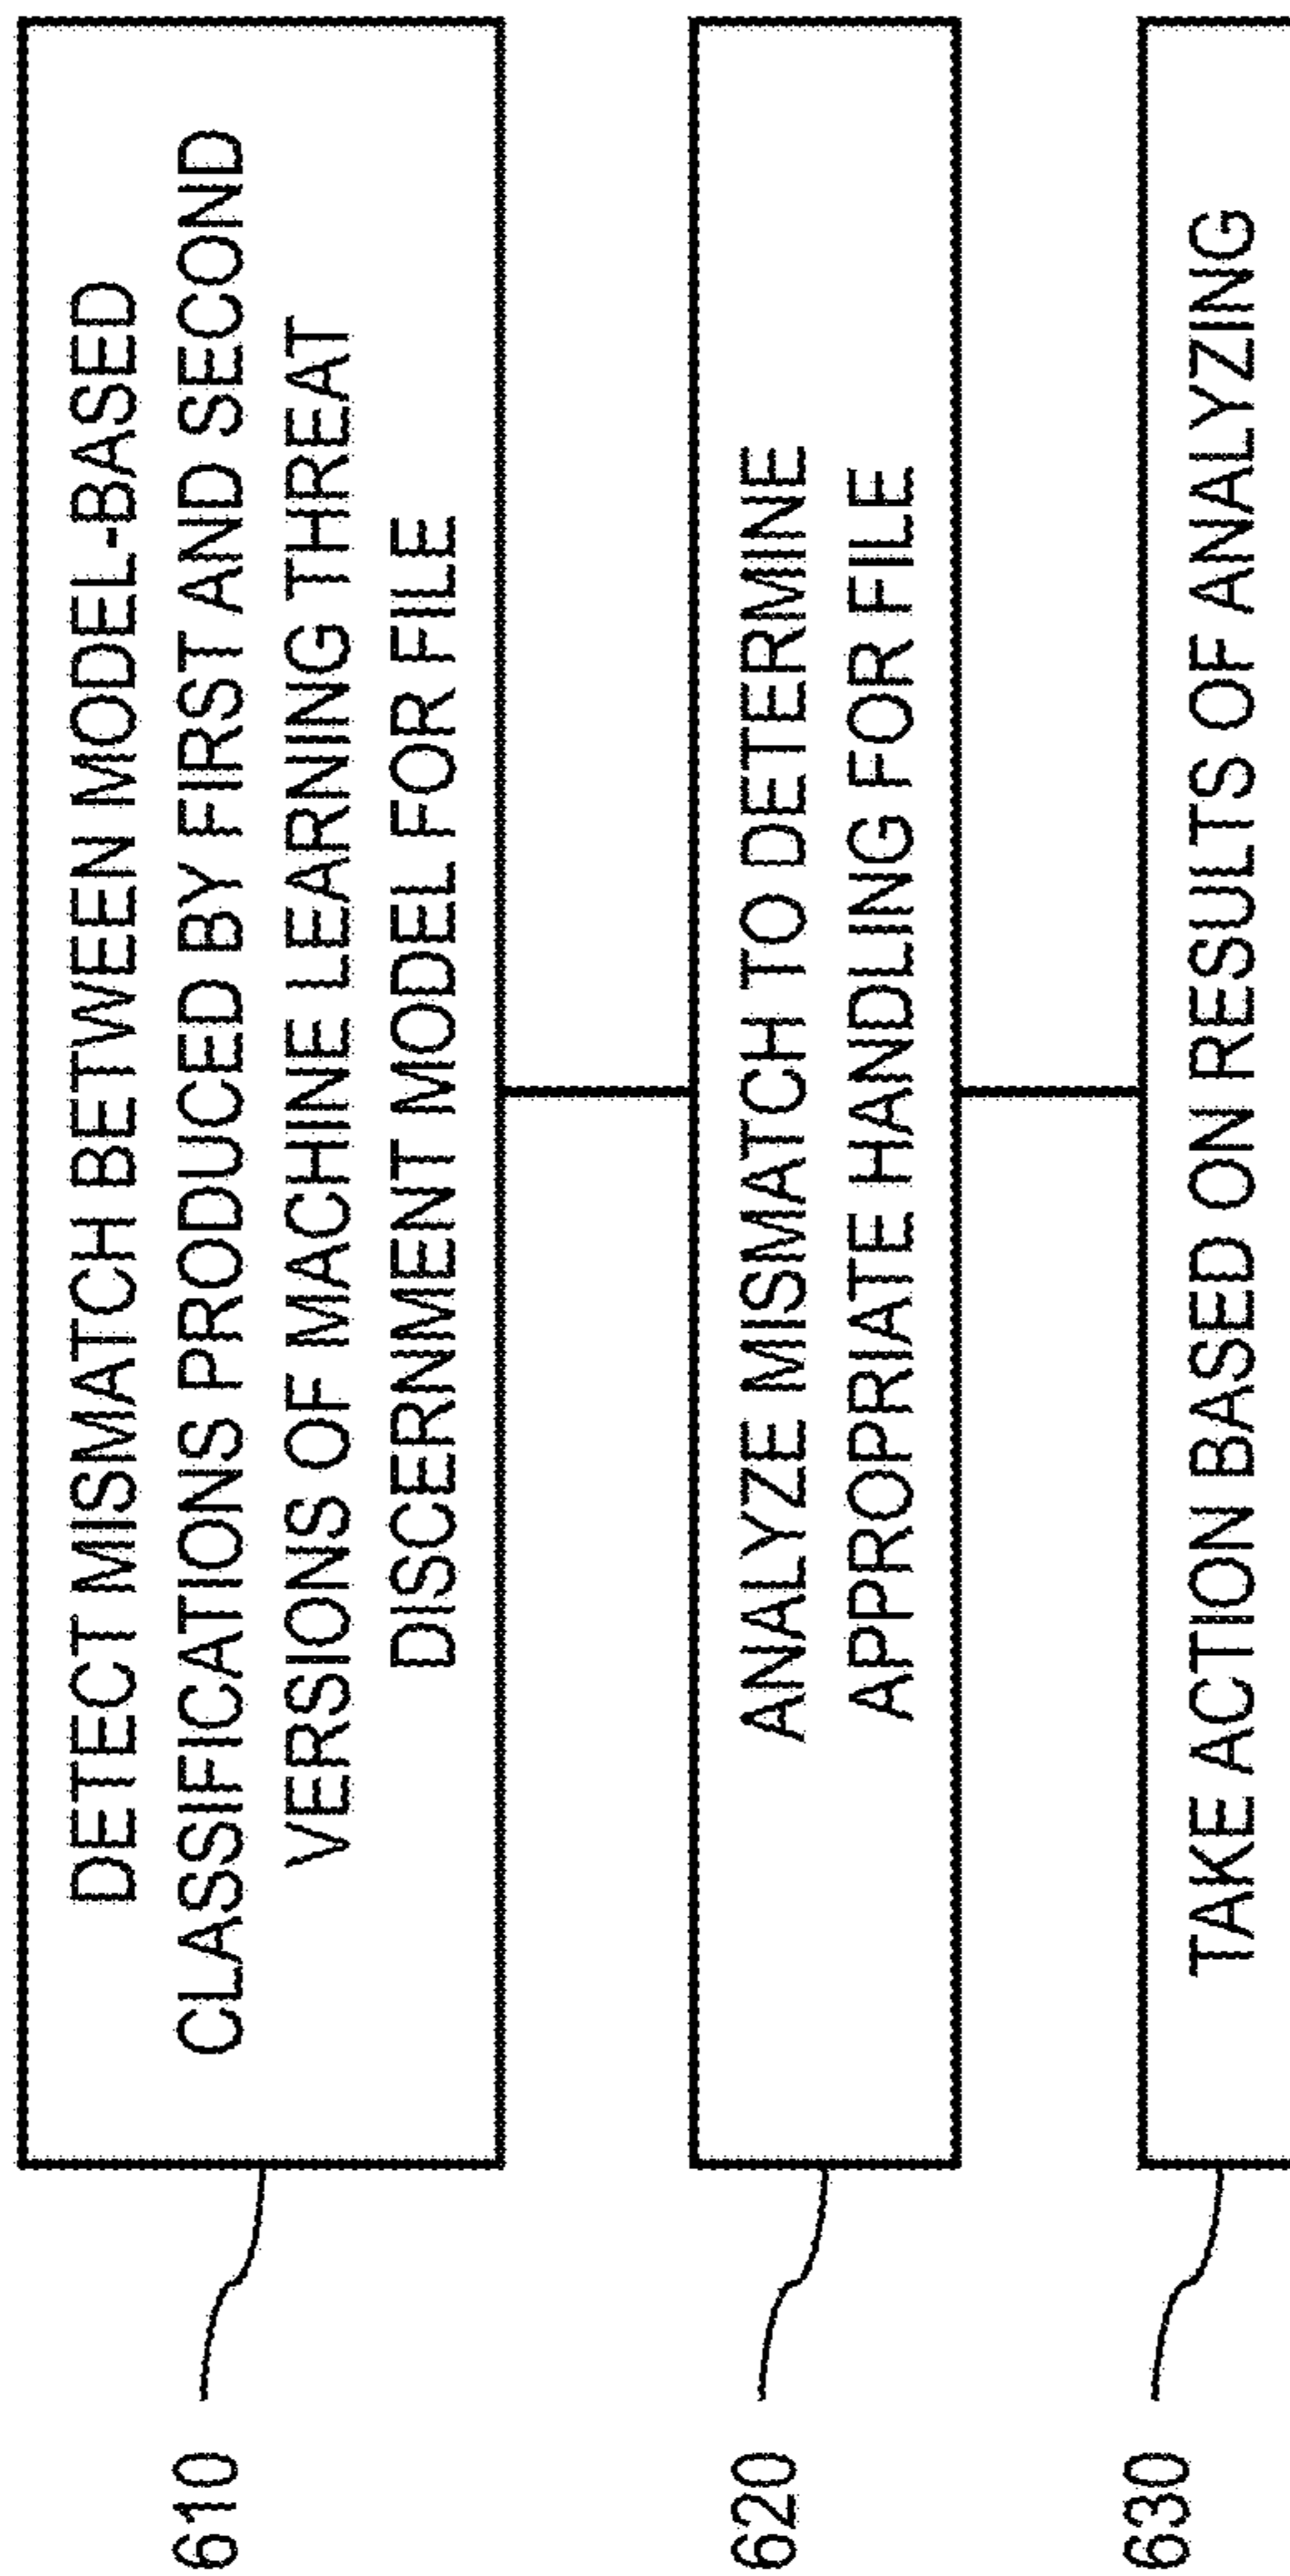 610
DETECT MISMATCH BETWEEN MODEL-BASED
CLASSIFICATIONS PRODUCED BY FIRST AND SECOND
VERSIONS OF MACHINE LEARNING THREAT
DISCERNMENT MODEL FOR FILE
620
ANALYZE MISMATCH TO DETERMINE
APPROPRIATE HANDLING FOR FILE
630
TAKE ACTION BASED ON RESULTS OF ANALYZING